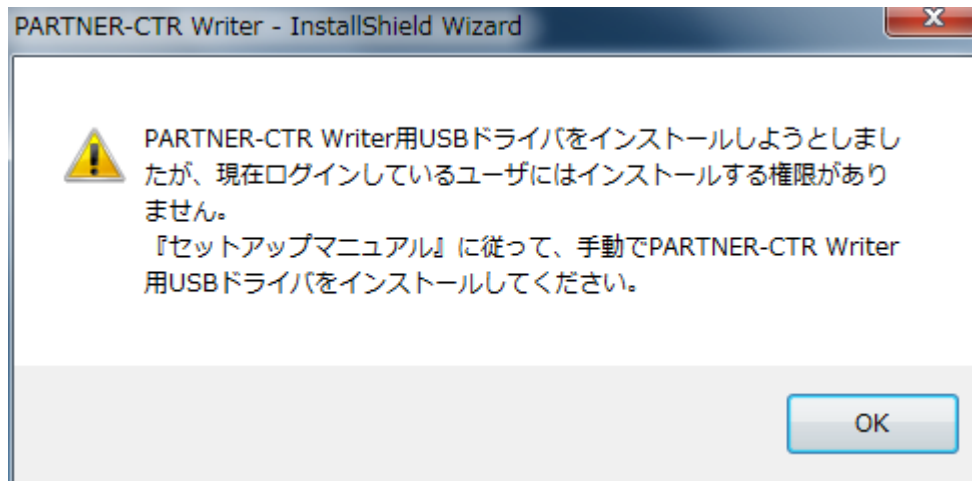 PARTNER-CTR Writer - InstallShield Wizard
PARTNER-CTR Writer用USBドライバをインストールしようとしまし
たが、現在ログインしているユーザにはインストールする権限があり
ません。
『セットアップマニュアル』に従って、手動でPARTNER-CTR Writer
用USBドライバをインストールしてください。
OK